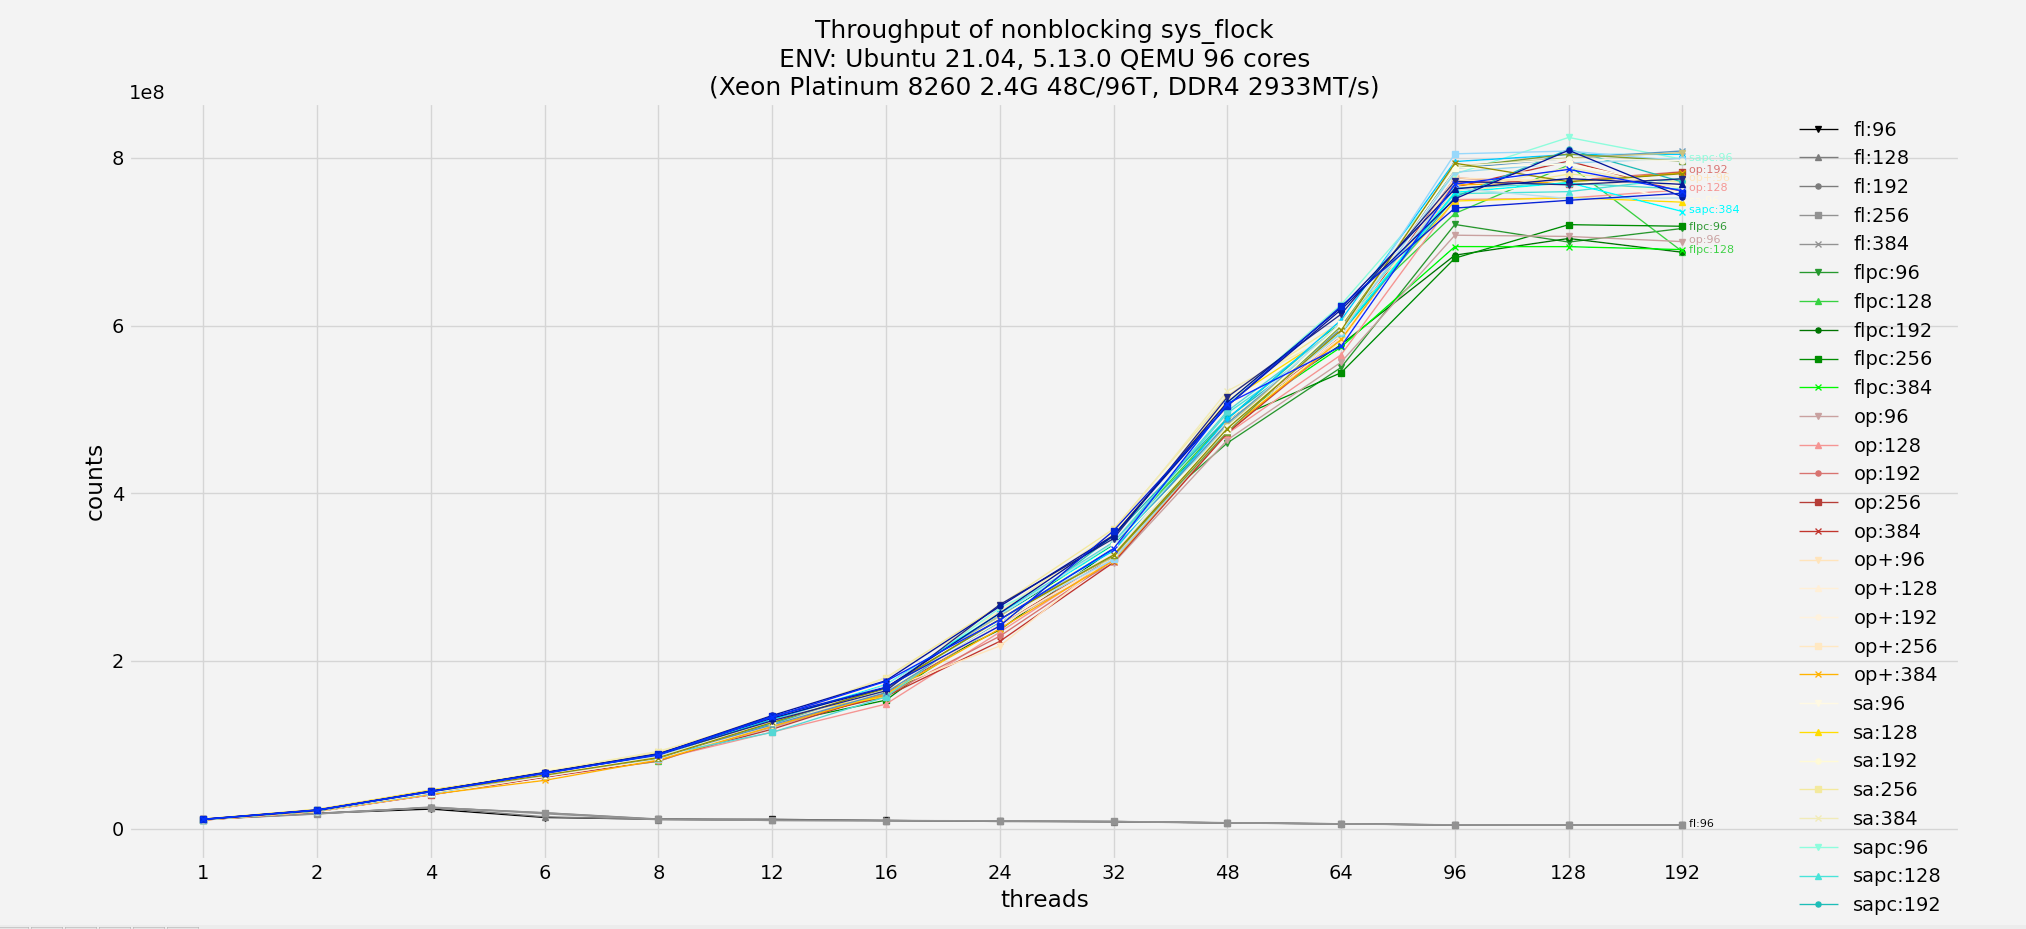 Throughput of nonblocking sys_flock
ENV: Ubuntu 21.04, 5.13.0 QEMU 96 cores
(Xeon Platinum 8260 2.4G 48C/96T, DDR4 2933MT/s)
1e8
8
6
4
2
0
counts
1
2
4
6
8
12
16
24
32
48
64
96
128
192
threads
sapc:96
op:192
op:128
sapc:384
flpc:96
op:96
flpc:128
fl:96
fl:96
fl:128
fl:192
fl:256
fl:384
flpc:96
flpc:128
flpc:192
flpc:256
flpc:384
op:96
op:128
op:192
op:256
op:384
op+:96
op+:128
op+:192
op+:256
op+:384
sa:96
sa:128
sa:192
sa:256
sa:384
sapc:96
sapc:128
sapc:192